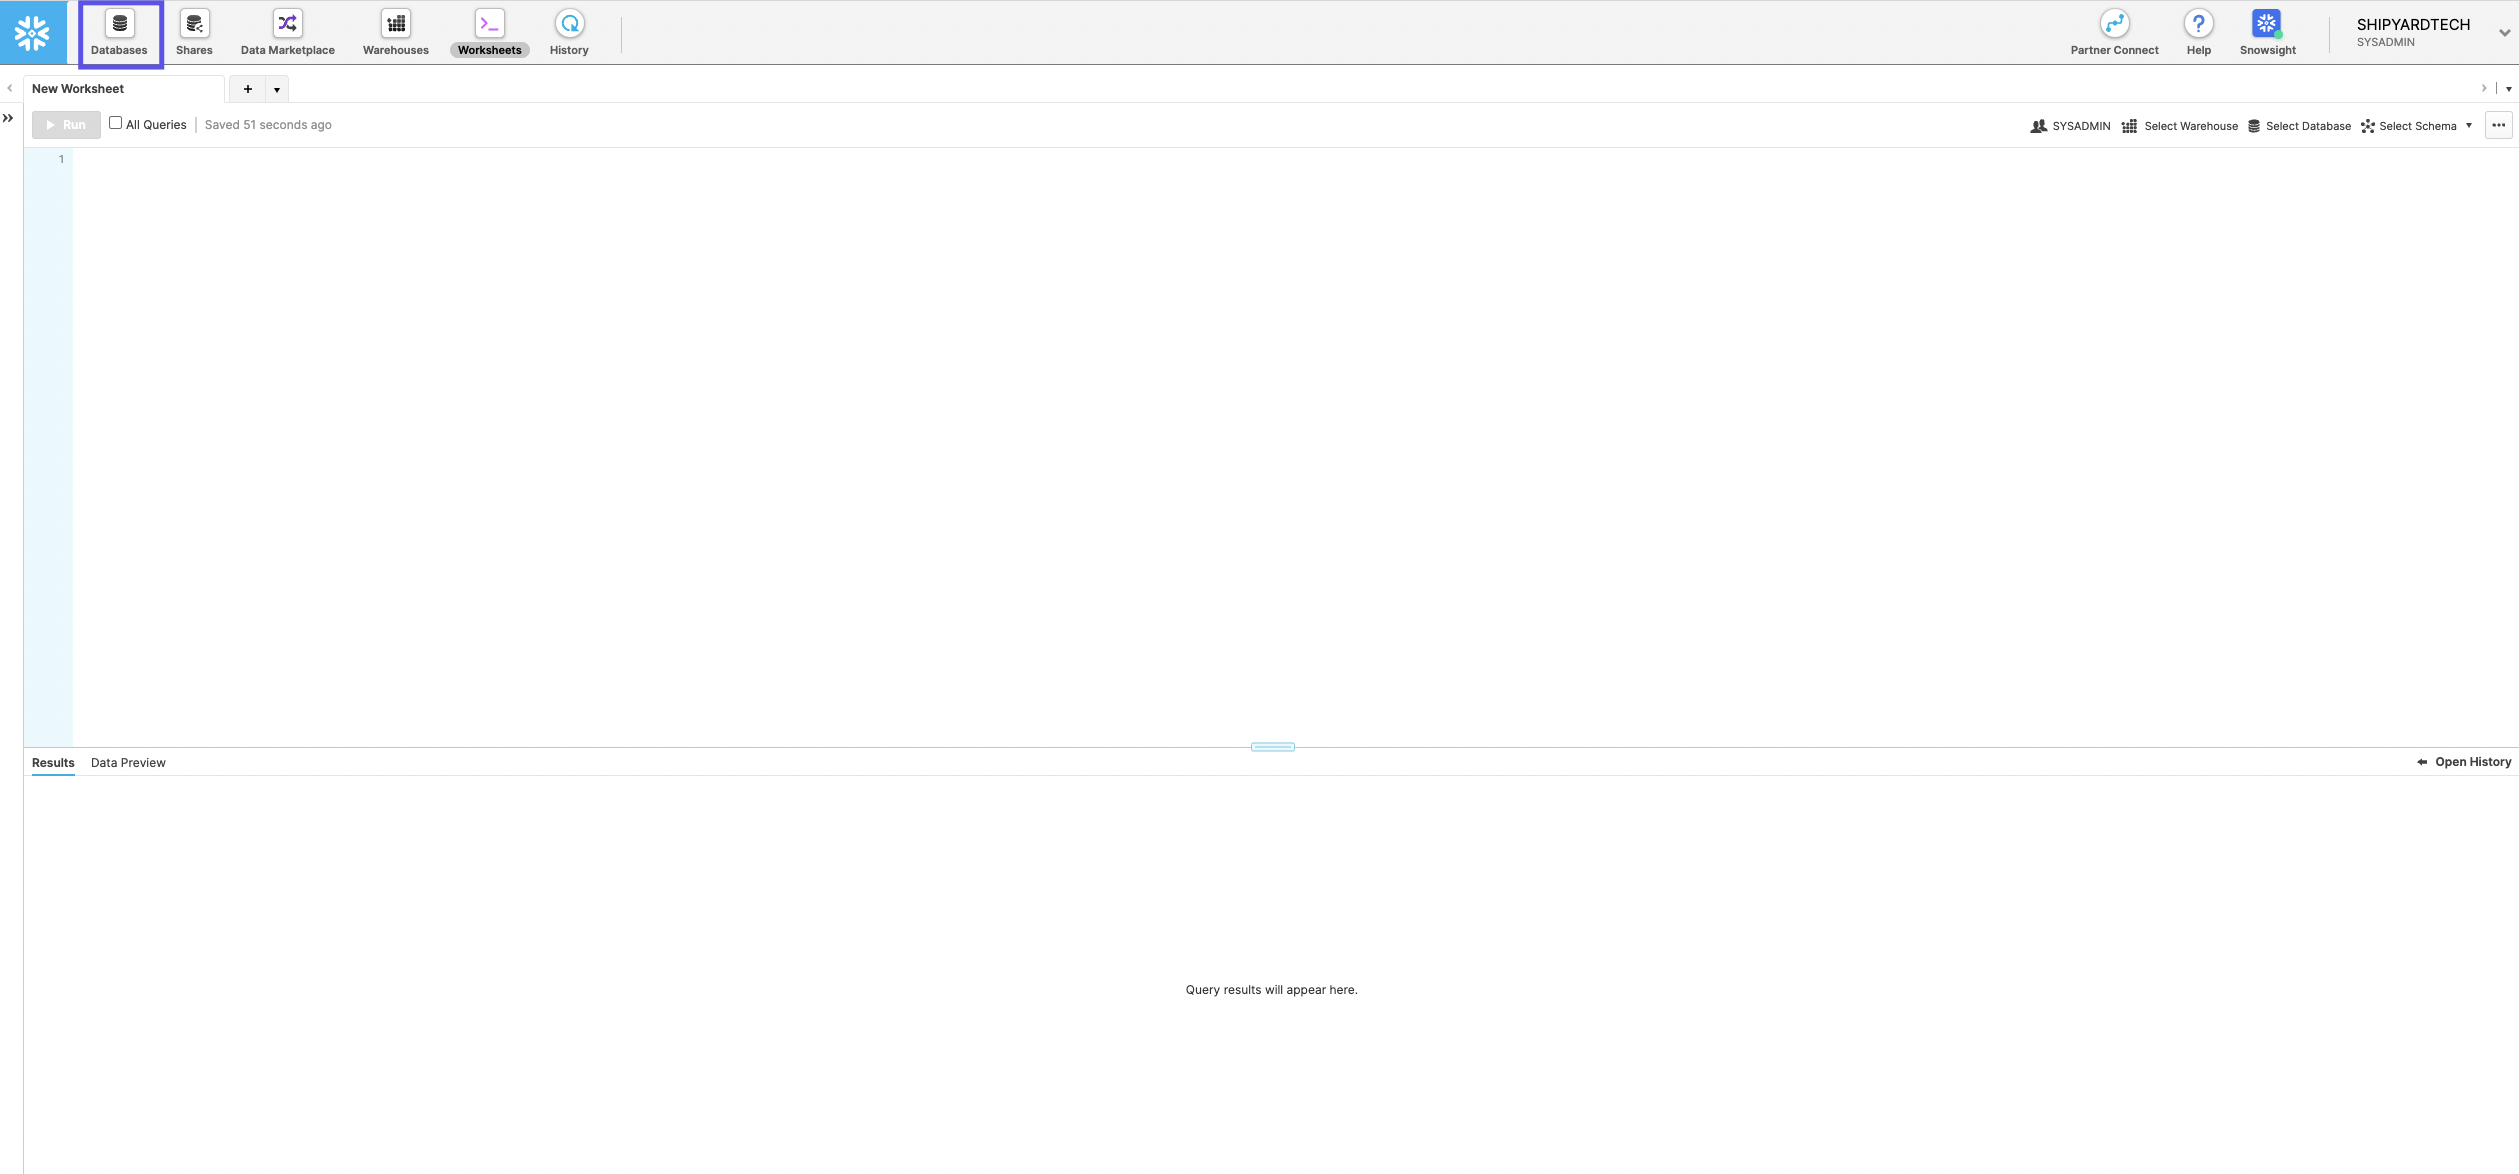 Databases
Shares
Data Marketplace
Warehouses
Worksheets
History
Partner Connect
Help
Snowsight
SHIPYARDTECH
SYSADMIN
New Worksheet
Run
All Queries
Saved 51 seconds ago
SYSADMIN
Select Warehouse
Select Database
Select Schema
1
Results
Data Preview
Open History
Query results will appear here.